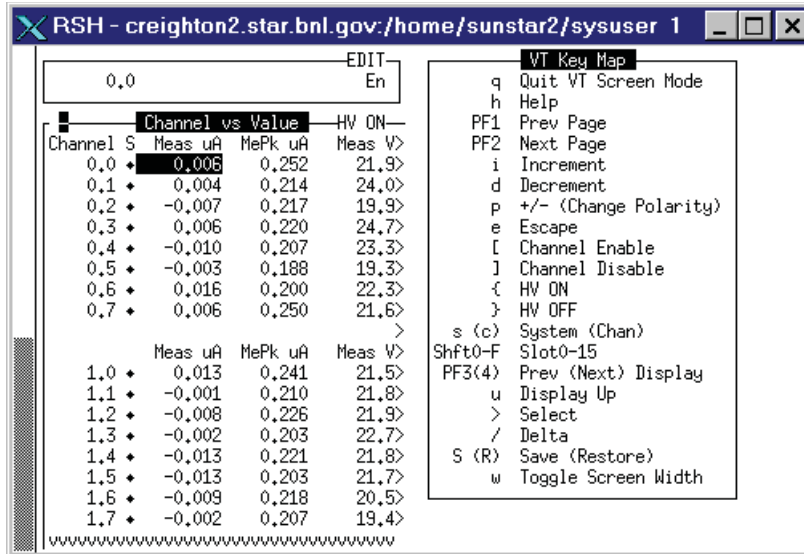 RSH - creighton2.star.bnl.gov:/home/sunstar2/sysuser 1
EDIT
0.0 En
Channel vs Value HV ON
Channel S Meas uA MePk uA Meas V>
0.0 ◆ 0.006 0.252 21.9>
0.1 ◆ 0.004 0.214 24.0>
0.2 ◆ -0.007 0.217 19.9>
0.3 ◆ 0.006 0.220 24.7>
0.4 ◆ -0.010 0.207 23.3>
0.5 ◆ -0.003 0.188 19.3>
0.6 ◆ 0.016 0.200 22.3>
0.7 ◆ 0.006 0.250 21.6>
>
Meas uA MePk uA Meas V>
1.0 ◆ 0.013 0.241 21.5>
1.1 ◆ -0.001 0.210 21.8>
1.2 ◆ -0.008 0.226 21.9>
1.3 ◆ -0.002 0.203 22.7>
1.4 ◆ -0.013 0.221 21.8>
1.5 ◆ -0.013 0.203 21.7>
1.6 ◆ -0.009 0.218 20.5>
1.7 ◆ -0.002 0.207 19.4>
vvvvvvvvvvvvvvvvvvvvvvvvvvvvvvvvvvvvv
VT Key Map
q Quit VT Screen Mode
h Help
PF1 Prev Page
PF2 Next Page
i Increment
d Decrement
p +/- (Change Polarity)
e Escape
[ Channel Enable
] Channel Disable
{ HV ON
} HV OFF
s (c) System (Chan)
Shft0-F Slot0-15
PF3(4) Prev (Next) Display
u Display Up
> Select
/ Delta
S (R) Save (Restore)
w Toggle Screen Width